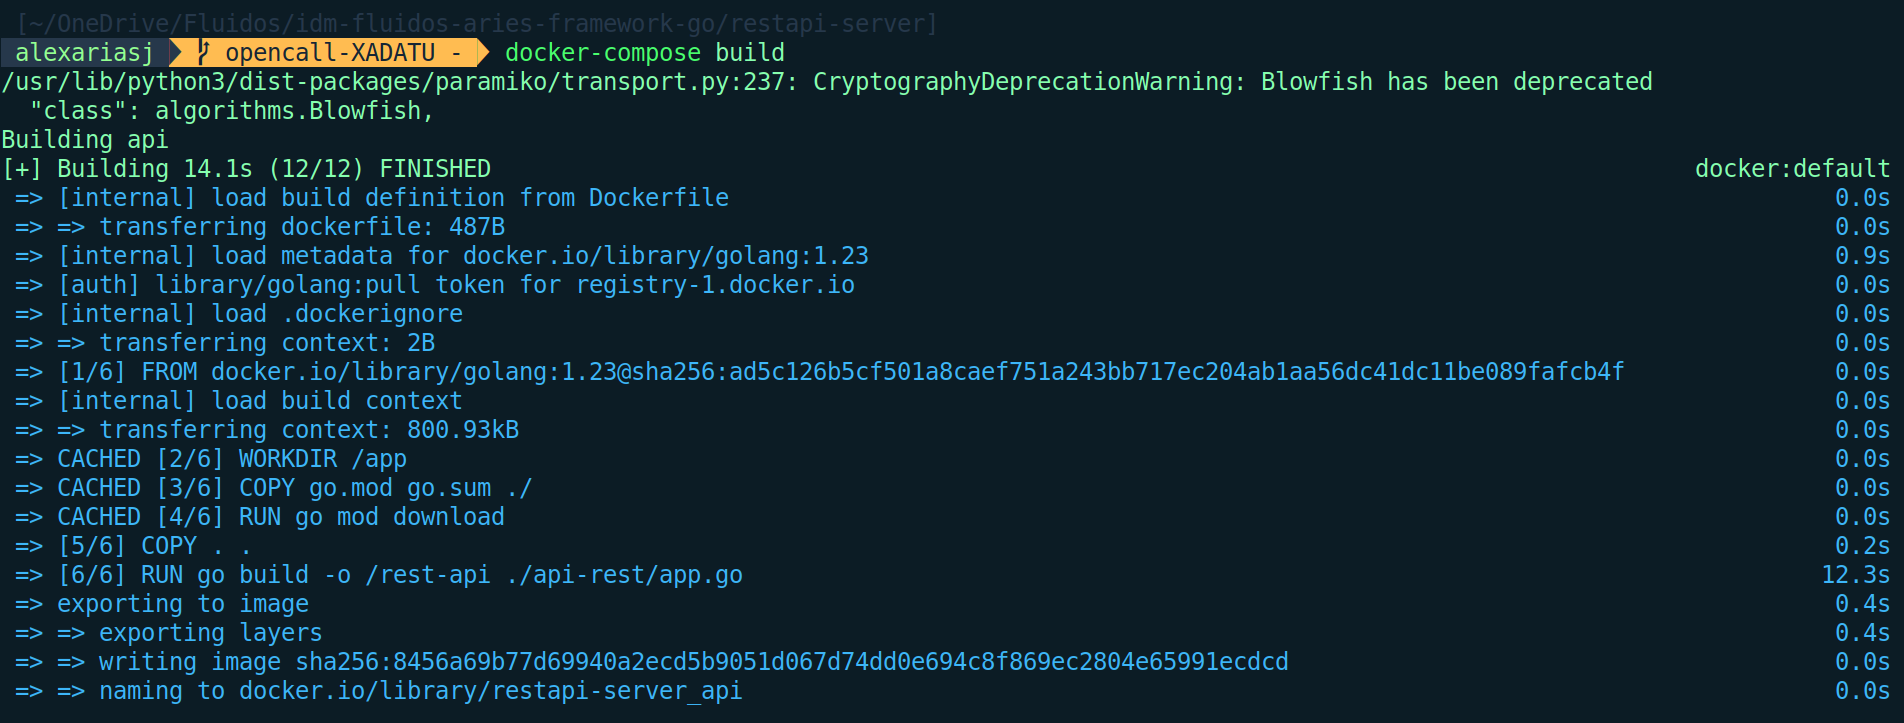 [~/OneDrive/Fluidos/idm-fluidos-aries-framework-go/restapi-server]
alexariasj opencall-XADATU - docker-compose build
/usr/lib/python3/dist-packages/paramiko/transport.py:237: CryptographyDeprecationWarning: Blowfish has been deprecated
"class": algorithms.Blowfish,
Building api
[+] Building 14.1s (12/12) FINISHED docker:default
=> [internal] load build definition from Dockerfile 0.0s
=> => transferring dockerfile: 487B 0.0s
=> [internal] load metadata for docker.io/library/golang:1.23 0.9s
=> [auth] library/golang:pull token for registry-1.docker.io 0.0s
=> [internal] load .dockerignore 0.0s
=> => transferring context: 2B 0.0s
=> [1/6] FROM docker.io/library/golang:1.23@sha256:ad5c126b5cf501a8caef751a243bb717ec204ab1aa56dc41dc11be089fafcb4f 0.0s
=> [internal] load build context 0.0s
=> => transferring context: 800.93kB 0.0s
=> CACHED [2/6] WORKDIR /app 0.0s
=> CACHED [3/6] COPY go.mod go.sum ./ 0.0s
=> CACHED [4/6] RUN go mod download 0.0s
=> [5/6] COPY . . 0.2s
=> [6/6] RUN go build -o /rest-api ./api-rest/app.go 12.3s
=> exporting to image 0.4s
=> => exporting layers 0.4s
=> => writing image sha256:8456a69b77d69940a2ecd5b9051d067d74dd0e694c8f869ec2804e65991ecdcd 0.0s
=> => naming to docker.io/library/restapi-server_api 0.0s